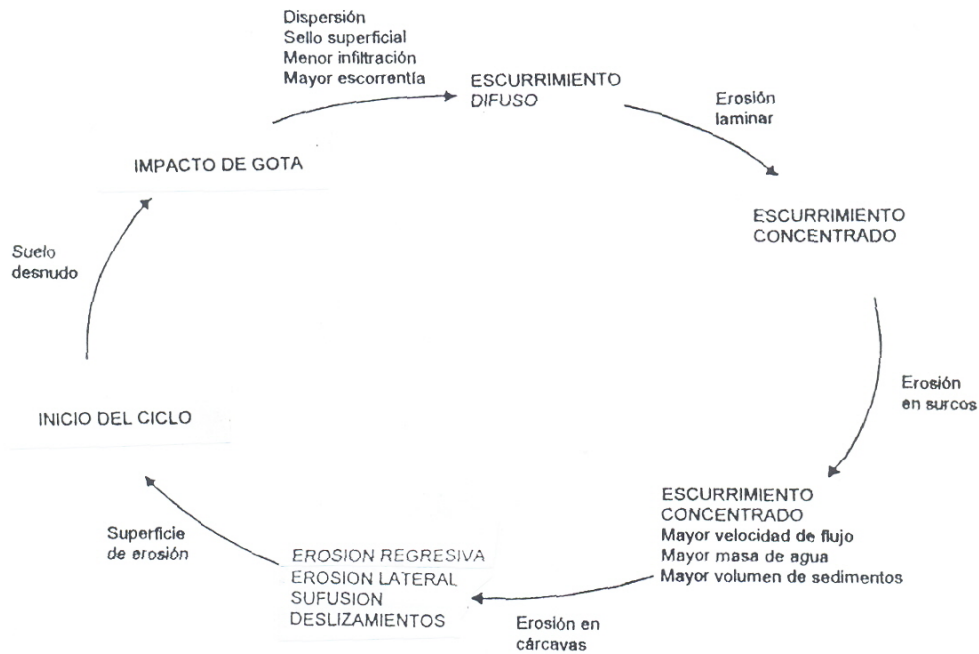 Dispersión
Sello superficial
Menor infiltración
Mayor escorrentía
ESCURRIMIENTO
DIFUSO
Erosión
laminar
IMPACTO DE GOTA
ESCURRIMIENTO
CONCENTRADO
Suelo
desnudo
Erosión
en surcos
INICIO DEL CICLO
ESCURRIMIENTO
CONCENTRADO
Mayor velocidad de flujo
Mayor masa de agua
Mayor volumen de sedimentos
Superficie
de erosión
EROSION REGRESIVA
EROSION LATERAL
SUFUSION
DESLIZAMIENTOS
Erosión en
cárcavas